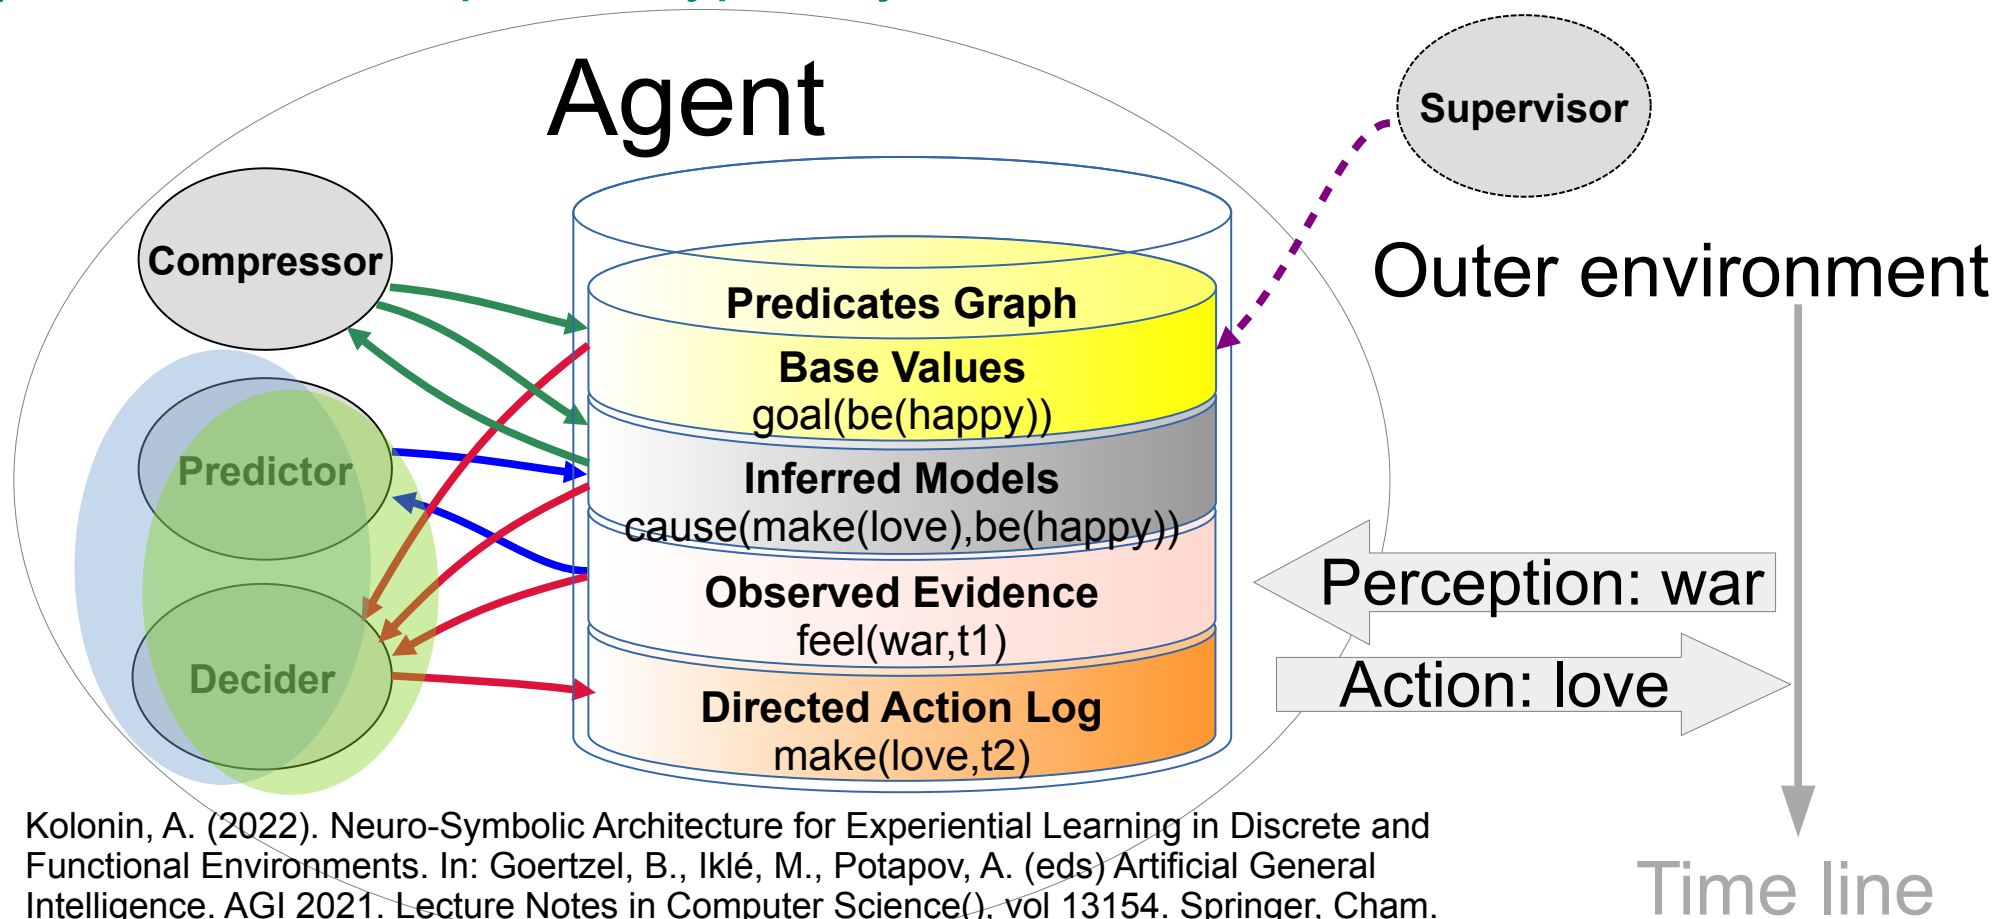 Agent
Supervisor
Compressor
Outer environment
Predicates Graph
Base Values
goal(be(happy))
Predictor
Inferred Models
cause(make(love),be(happy))
Perception: war
Observed Evidence
feel(war,t1)
Decider
Action: love
Directed Action Log
make(love,t2)
Kolonin, A. (2022). Neuro-Symbolic Architecture for Experiential Learning in Discrete and
Functional Environments. In: Goertzel, B., Iklé, M., Potapov, A. (eds) Artificial General
Intelligence. AGI 2021. Lecture Notes in Computer Science(), vol 13154. Springer, Cham.
Time line